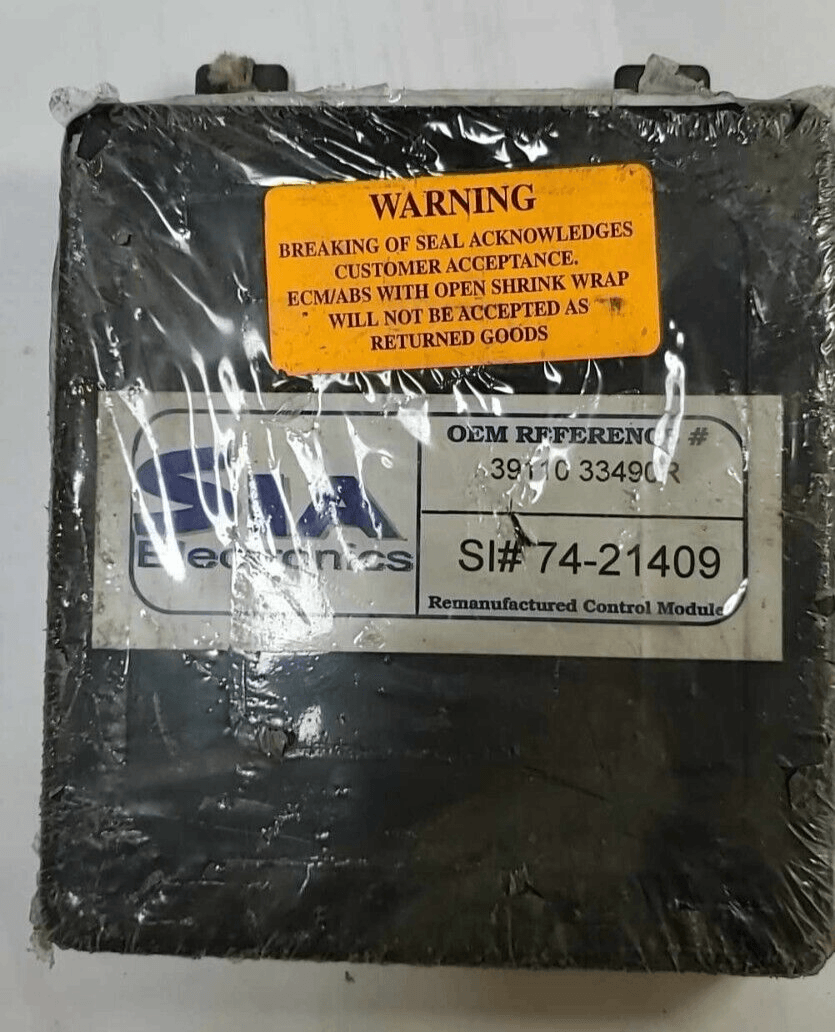 WARNING
BREAKING OF SEAL ACKNOWLEDGES
CUSTOMER ACCEPTANCE.
ECM/ABS WITH OPEN SHRINK WRAP
WILL NOT BE ACCEPTED AS
RETURNED GOODS
SIA
Electronics
OEM REFERENCE #
39110 33490R
SI# 74-21409
Remanufactured Control Module